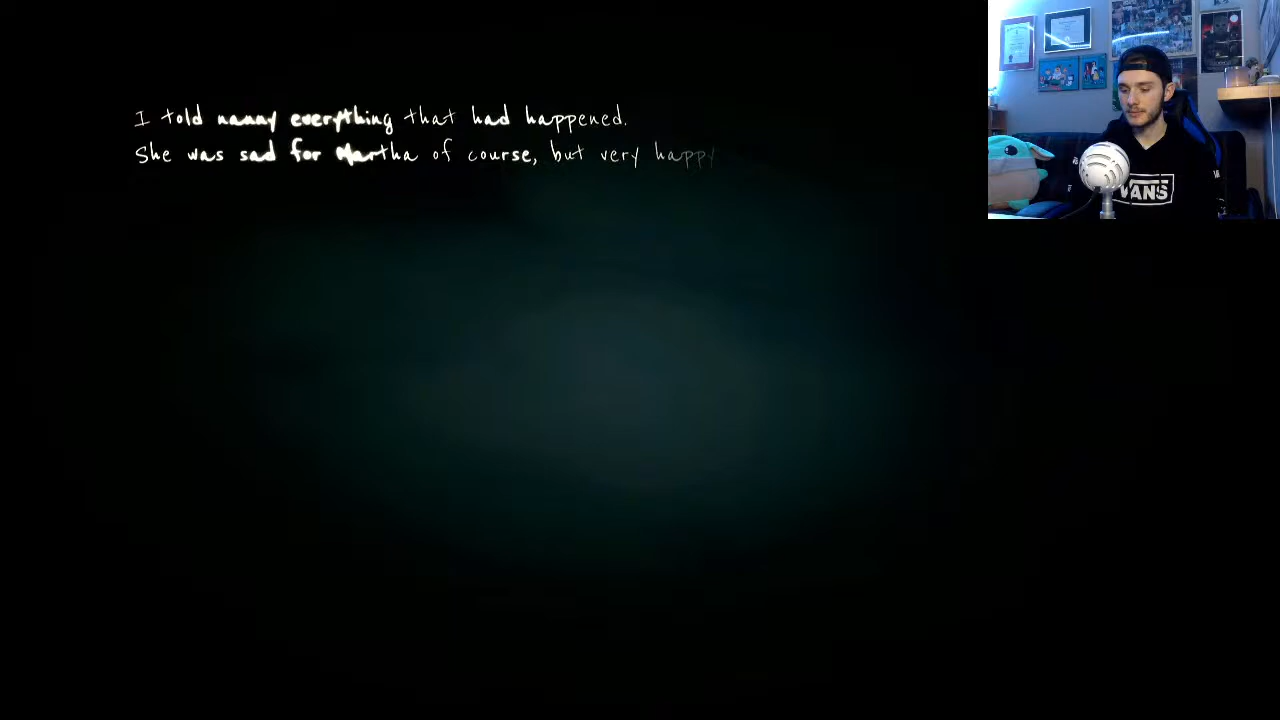 I told nanny everything that had happened.
She was sad for Martha of course, but very happy
VANS